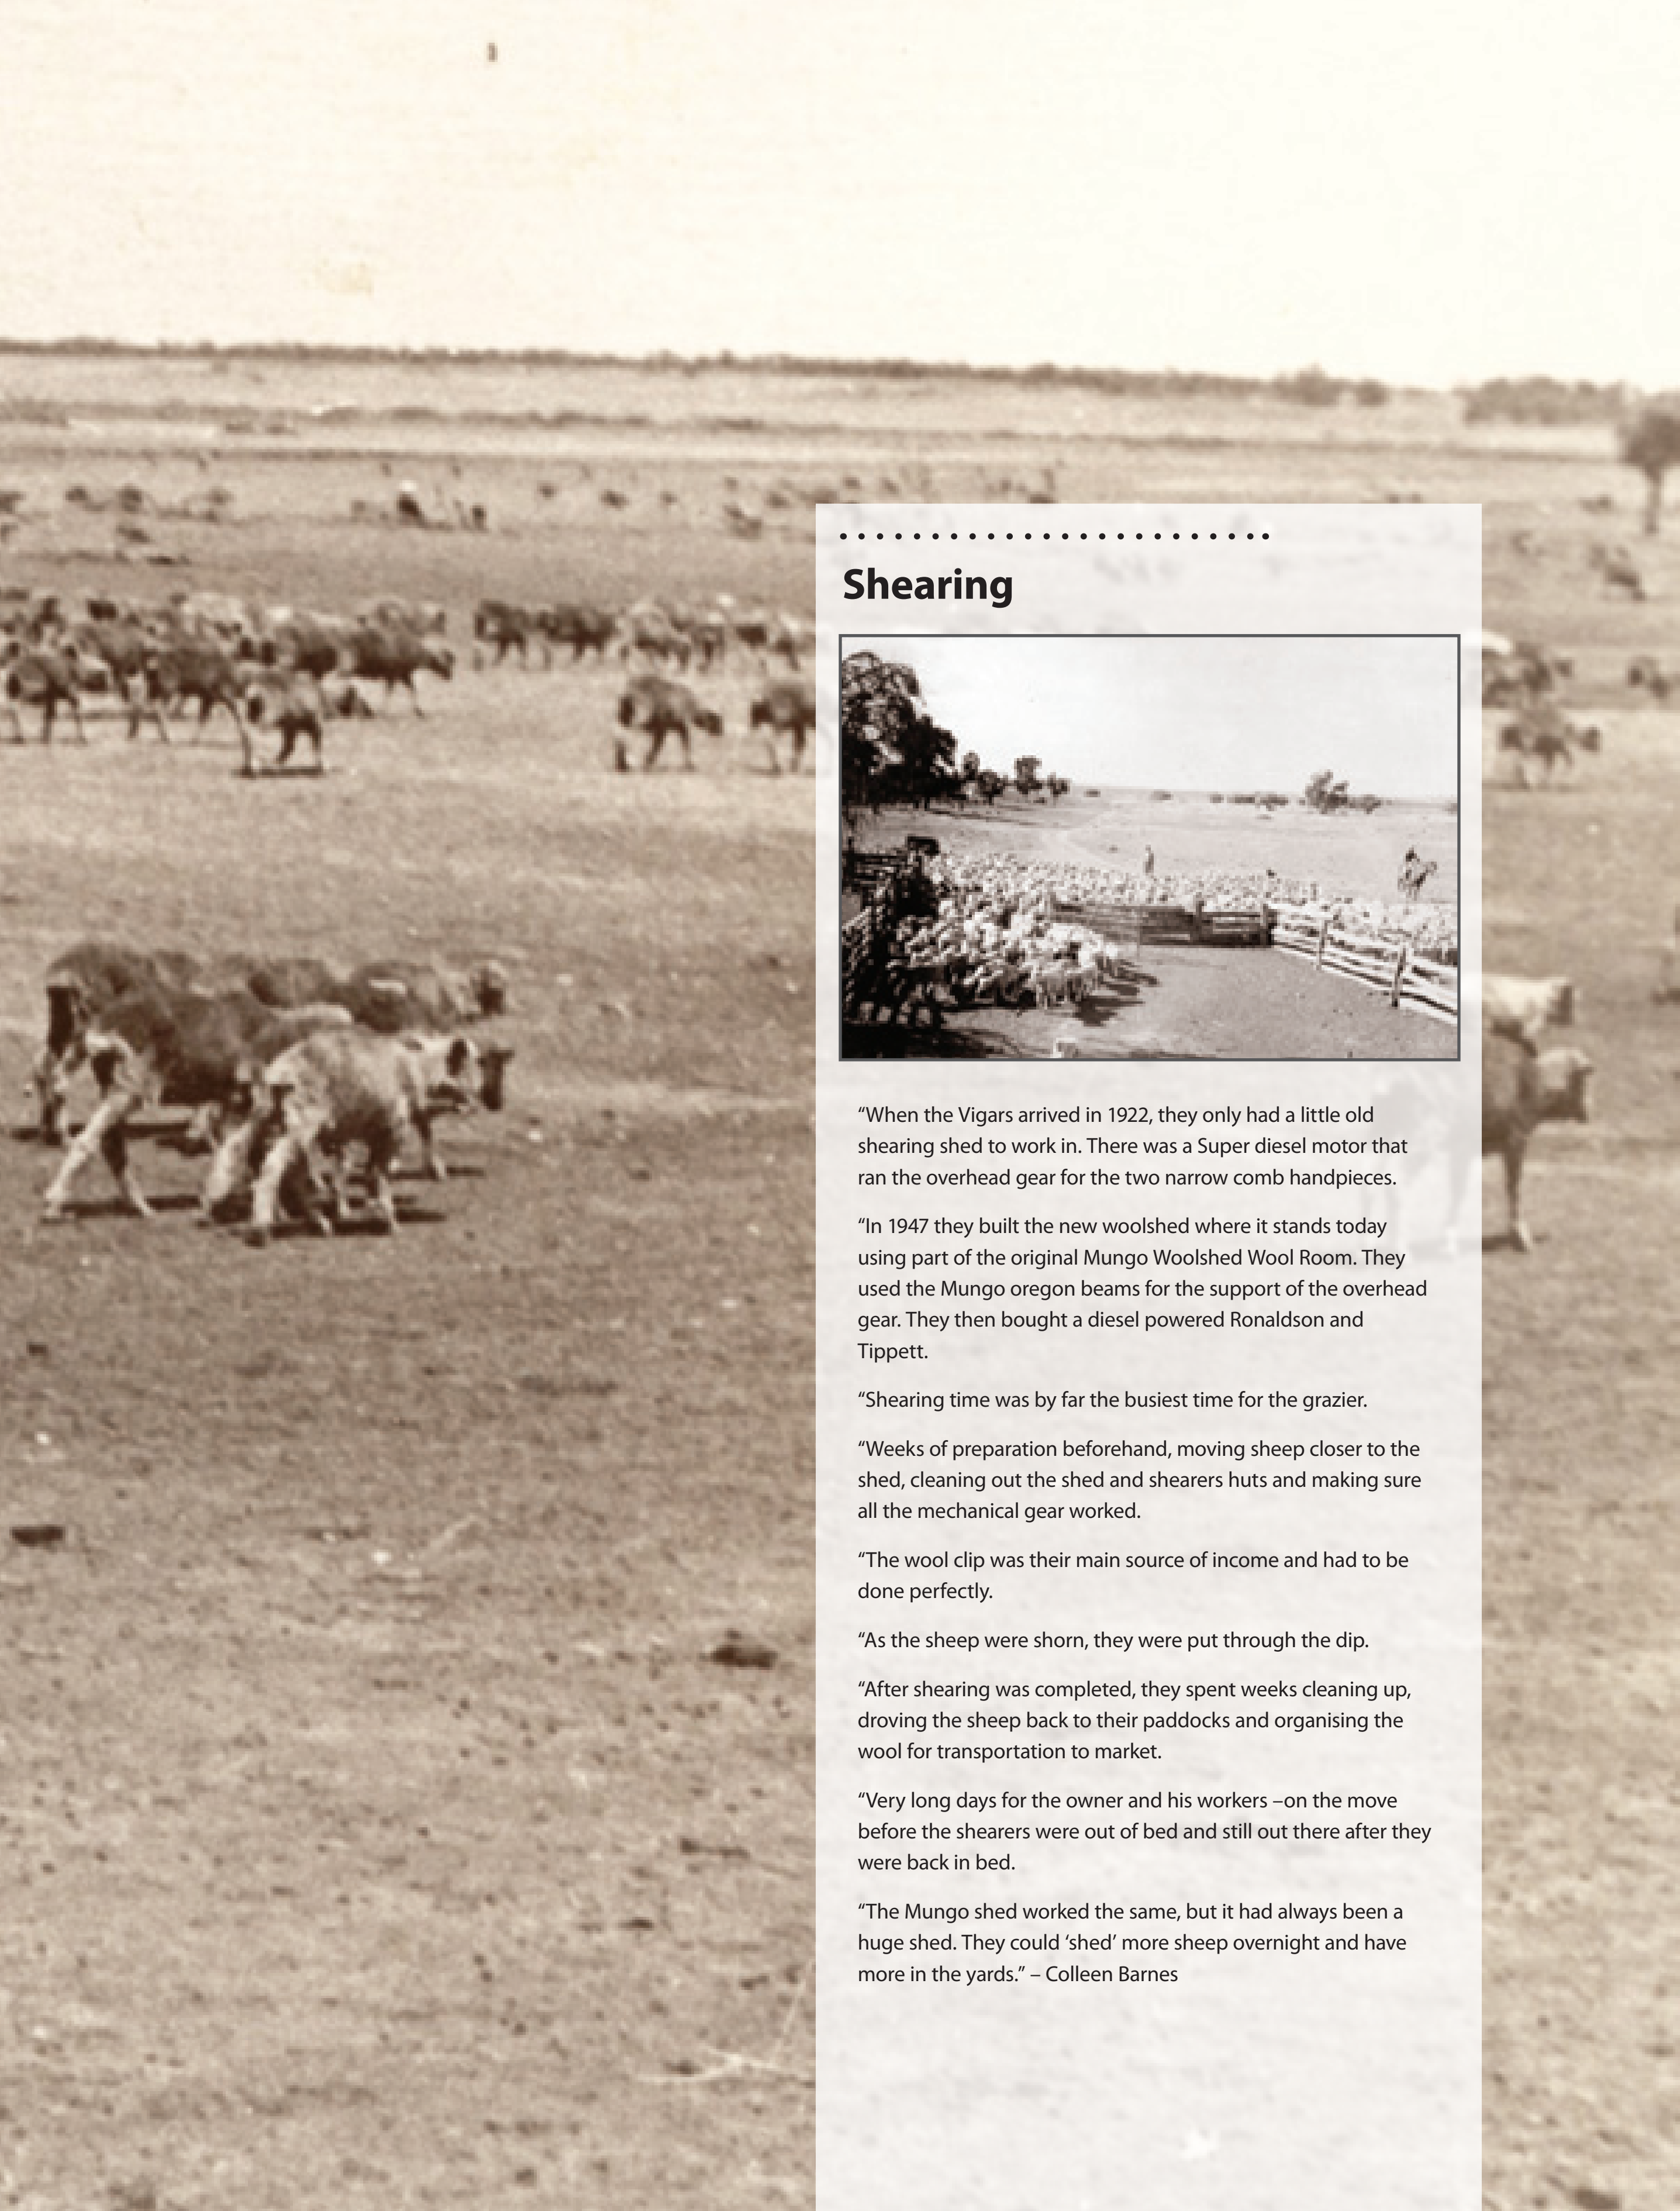 Shearing
“When the Vigars arrived in 1922, they only had a little old
shearing shed to work in. There was a Super diesel motor that
ran the overhead gear for the two narrow comb handpieces.
“In 1947 they built the new woolshed where it stands today
using part of the original Mungo Woolshed Wool Room. They
used the Mungo oregon beams for the support of the overhead
gear. They then bought a diesel powered Ronaldson and
Tippett.
“Shearing time was by far the busiest time for the grazier.
“Weeks of preparation beforehand, moving sheep closer to the
shed, cleaning out the shed and shearers huts and making sure
all the mechanical gear worked.
“The wool clip was their main source of income and had to be
done perfectly.
“As the sheep were shorn, they were put through the dip.
“After shearing was completed, they spent weeks cleaning up,
droving the sheep back to their paddocks and organising the
wool for transportation to market.
“Very long days for the owner and his workers –on the move
before the shearers were out of bed and still out there after they
were back in bed.
“The Mungo shed worked the same, but it had always been a
huge shed. They could ‘shed’ more sheep overnight and have
more in the yards.” – Colleen Barnes